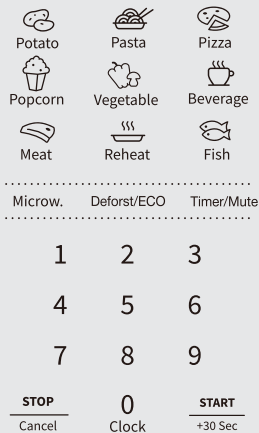 Potato Pasta Pizza
Popcorn Vegetable Beverage
Meat Reheat Fish
Microw. Deforst/ECO Timer/Mute
1 2 3
4 5 6
7 8 9
STOP 0 START
Cancel Clock +30 Sec